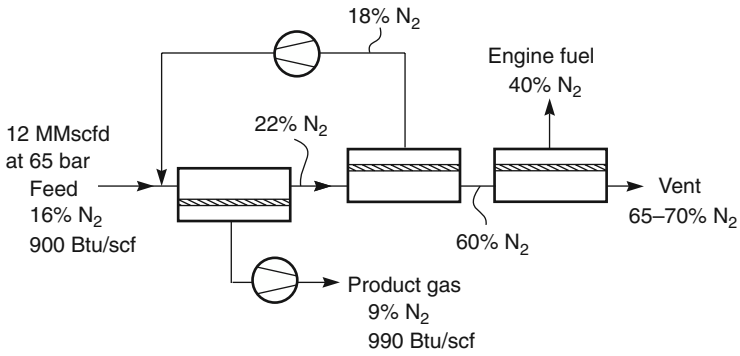 18% N₂
Engine fuel
40% N₂
12 MMscfd
at 65 bar
Feed
16% N₂
900 Btu/scf
22% N₂
60% N₂
Vent
65–70% N₂
Product gas
9% N₂
990 Btu/scf